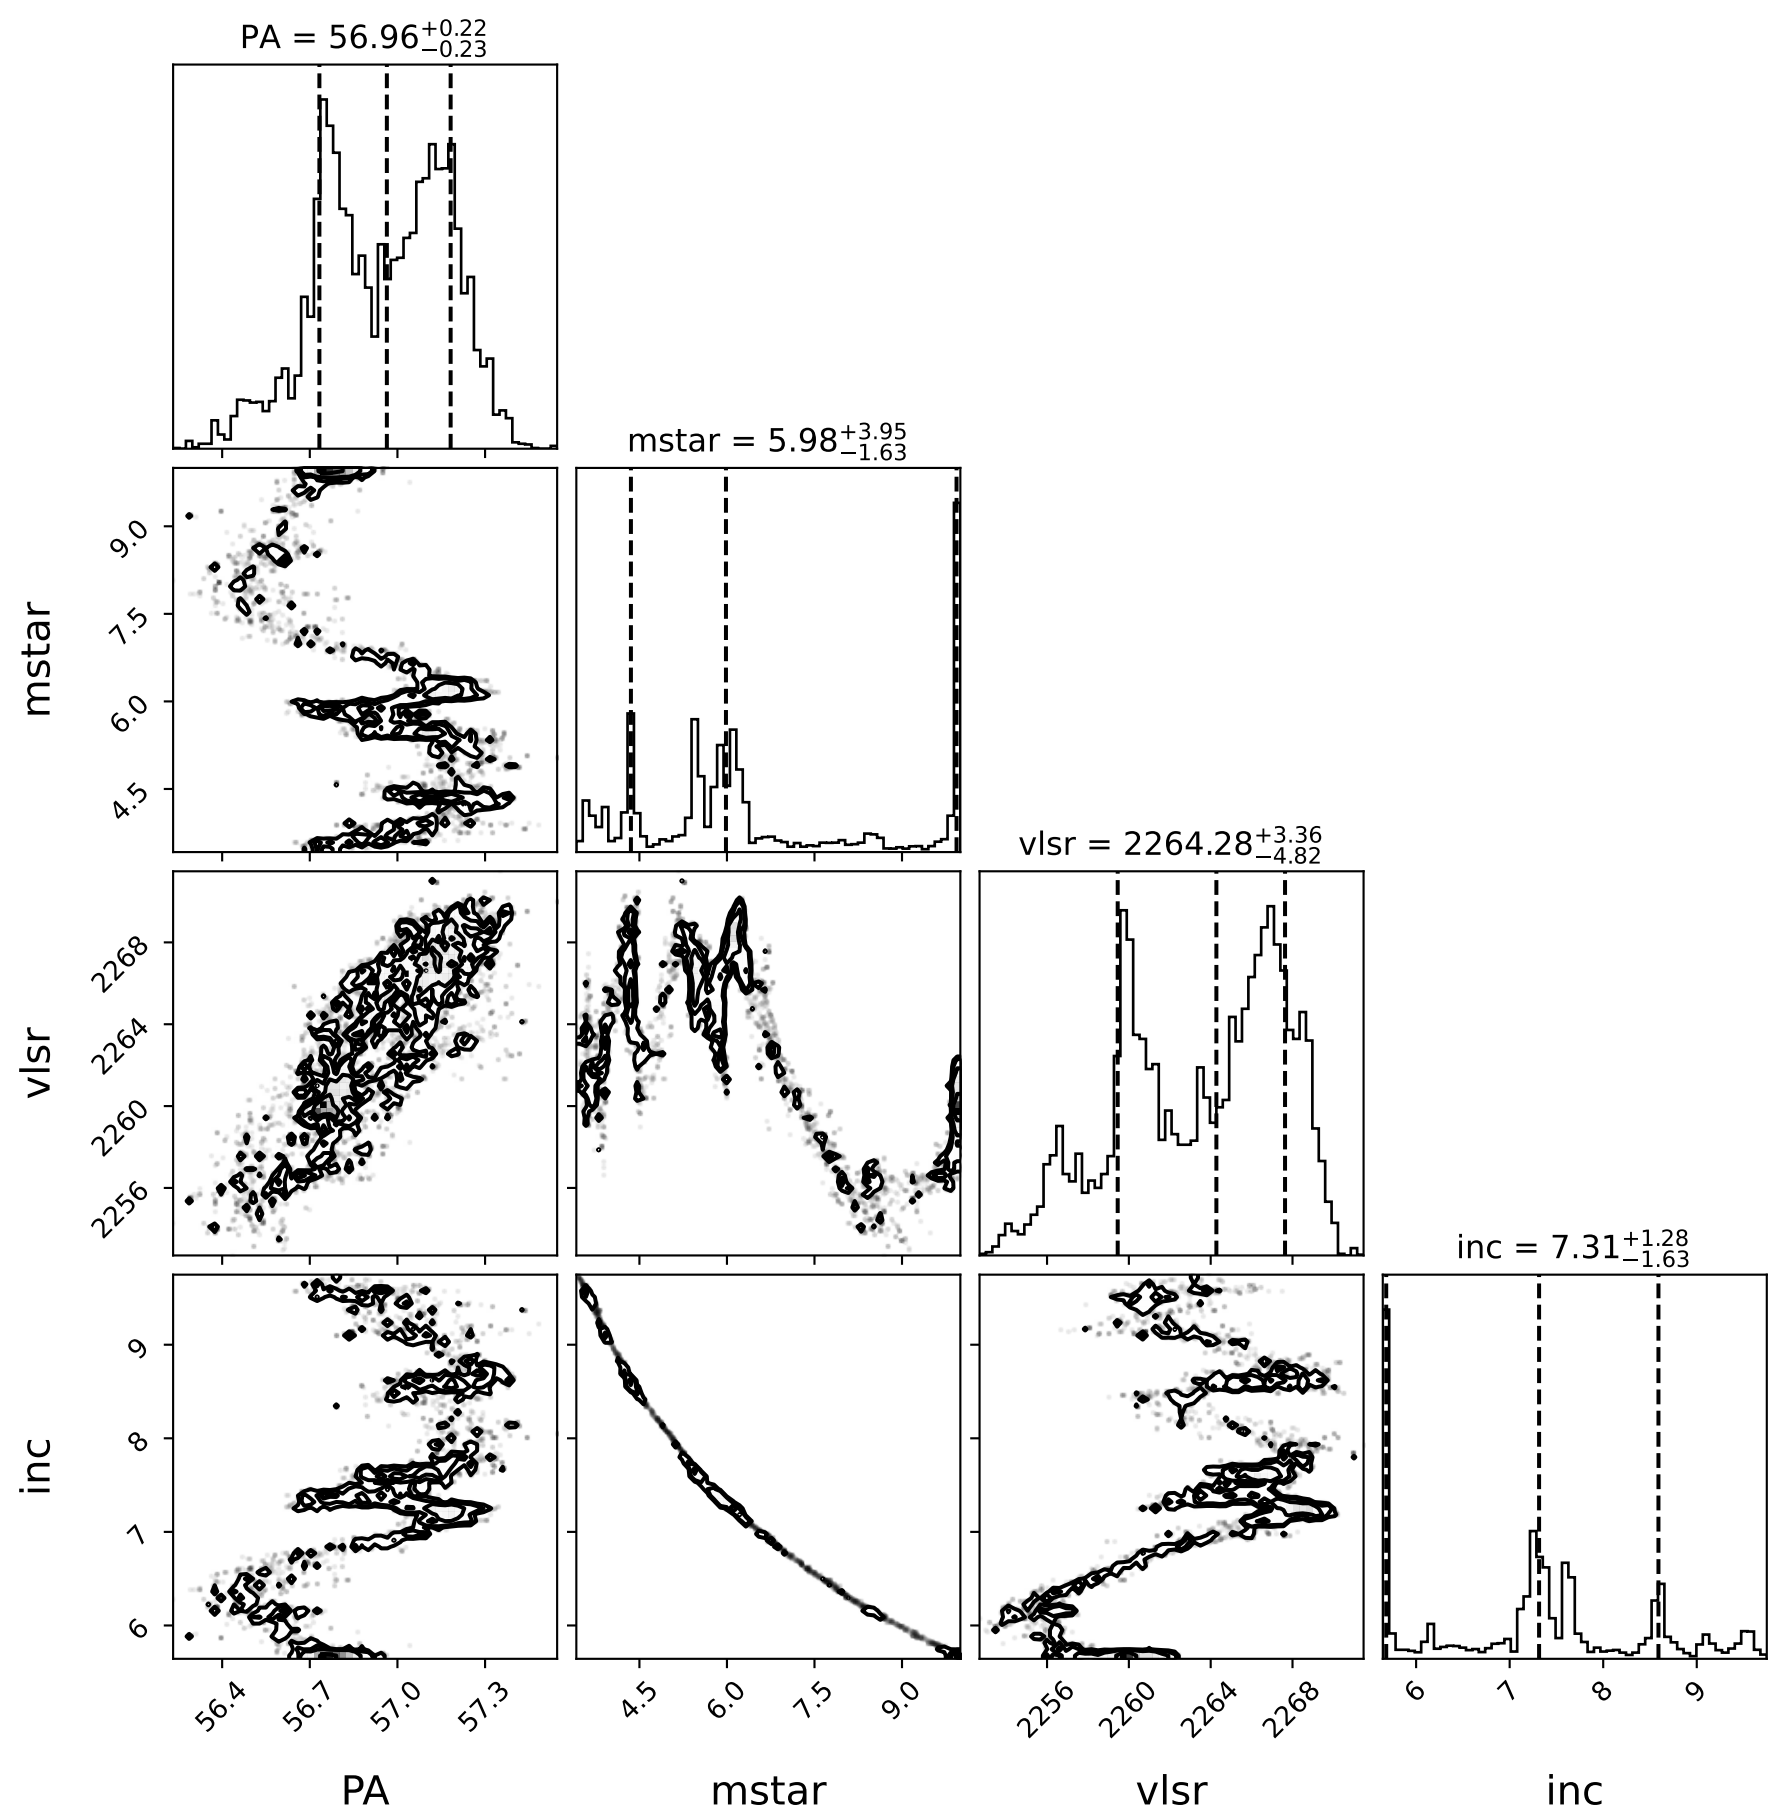 PA = 56.96+0.22 −0.23
mstar = 5.98+3.95 −1.63
9.0
7.5
6.0
4.5
mstar
vlsr = 2264.28+3.36 −4.82
2268
2264
2260
2256
vlsr
inc = 7.31+1.28 −1.63
9
8
7
6
inc
56.4 56.7 57.0 57.3 4.5 6.0 7.5 9.0 2256 2260 2264 2268 6 7 8 9
PA mstar vlsr inc